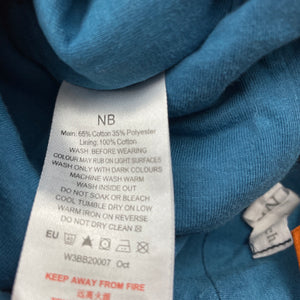 NB
Main: 65% Cotton 35% Polyester
Lining: 100% Cotton
WASH BEFORE WEARING
COLOUR MAY RUB ON LIGHT SURFACES
WASH ONLY WITH DARK COLOURS
MACHINE WASH WARM
WASH INSIDE OUT
DO NOT SOAK OR BLEACH
COOL TUMBLE DRY ON LOW
WARM IRON ON REVERSE
DO NOT DRY CLEAN
EU
W3BB20007 Oct
KEEP AWAY FROM FIRE
远离火源